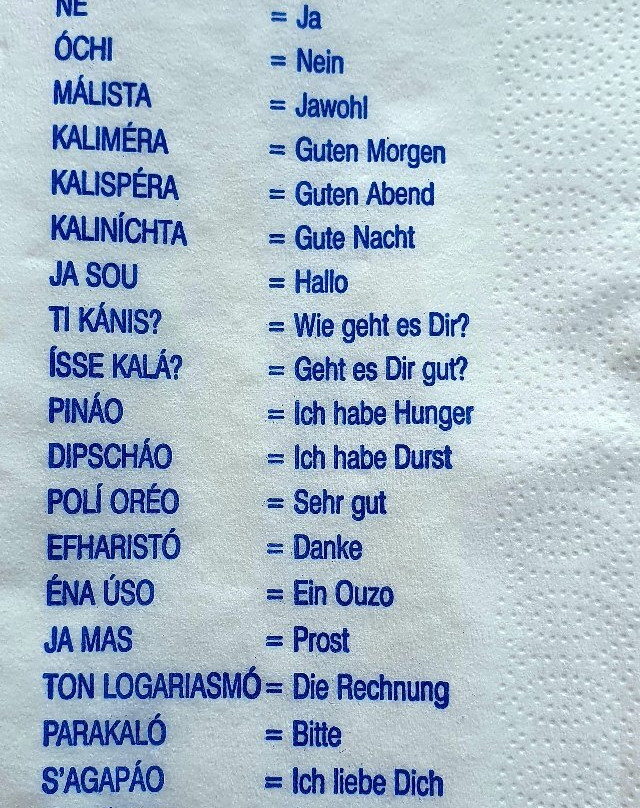 NE = Ja
ÓCHI = Nein
MÁLISTA = Jawohl
KALIMÉRA = Guten Morgen
KALISPÉRA = Guten Abend
KALINÍCHTA = Gute Nacht
JA SOU = Hallo
TI KÁNIS? = Wie geht es Dir?
ÍSSE KALÁ? = Geht es Dir gut?
PINÁO = Ich habe Hunger
DIPSCHÁO = Ich habe Durst
POLÍ ORÉO = Sehr gut
EFHARISTÓ = Danke
ÉNA ÚSO = Ein Ouzo
JA MAS = Prost
TON LOGARIASMÓ = Die Rechnung
PARAKALÓ = Bitte
S'AGAPÁO = Ich liebe Dich